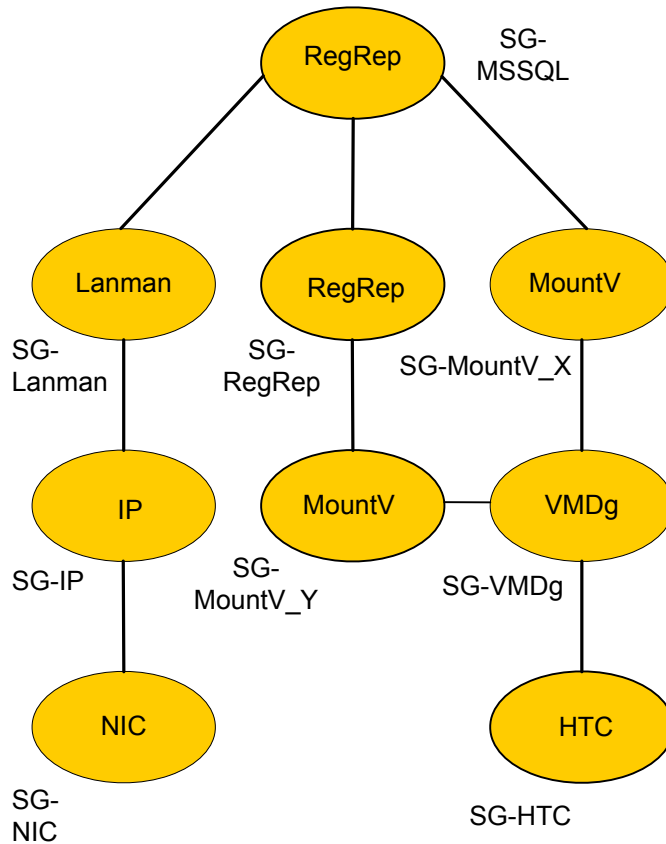 RegRep
SG-
MSSQL
Lanman
RegRep
MountV
SG-
Lanman
SG-
RegRep
SG-MountV_X
IP
MountV
VMDg
SG-IP
SG-
MountV_Y
SG-VMDg
NIC
HTC
SG-
NIC
SG-HTC